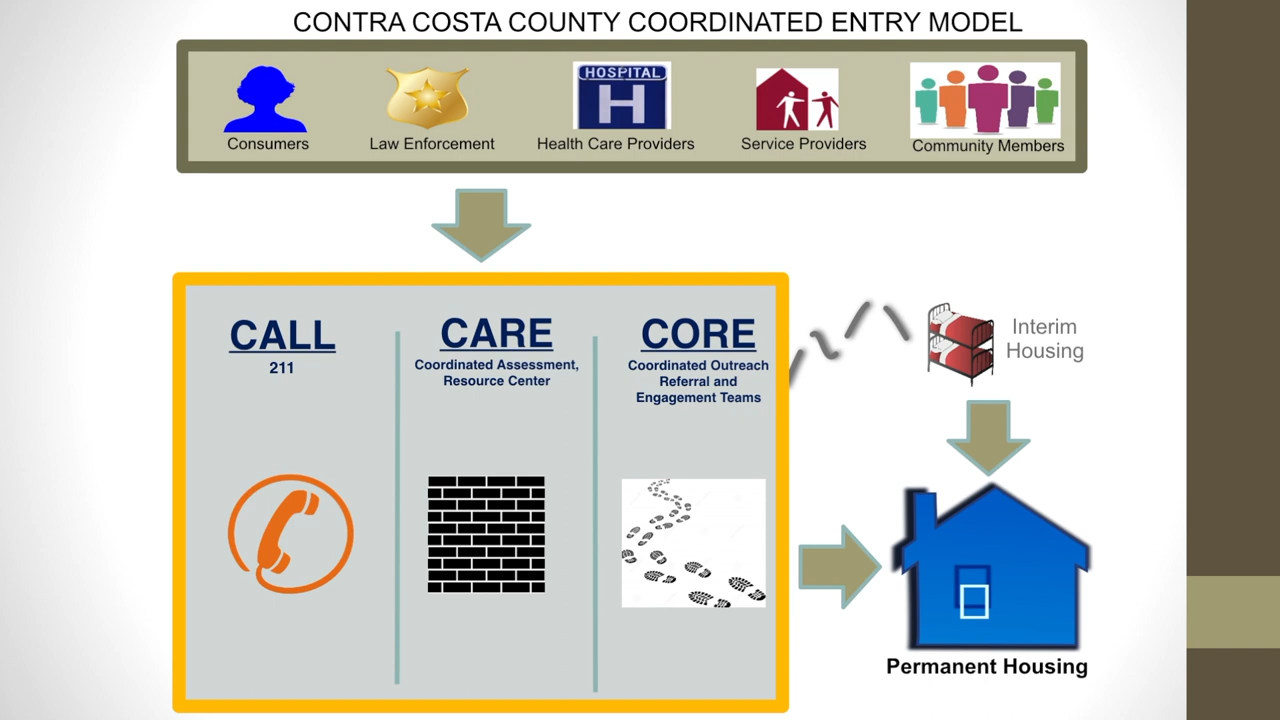 CONTRA COSTA COUNTY COORDINATED ENTRY MODEL
HOSPITAL
H
Consumers
Law Enforcement
Health Care Providers
Service Providers
Community Members
CALL
211
CARE
Coordinated Assessment,
Resource Center
CORE
Coordinated Outreach
Referral and
Engagement Teams
Interim
Housing
Permanent Housing